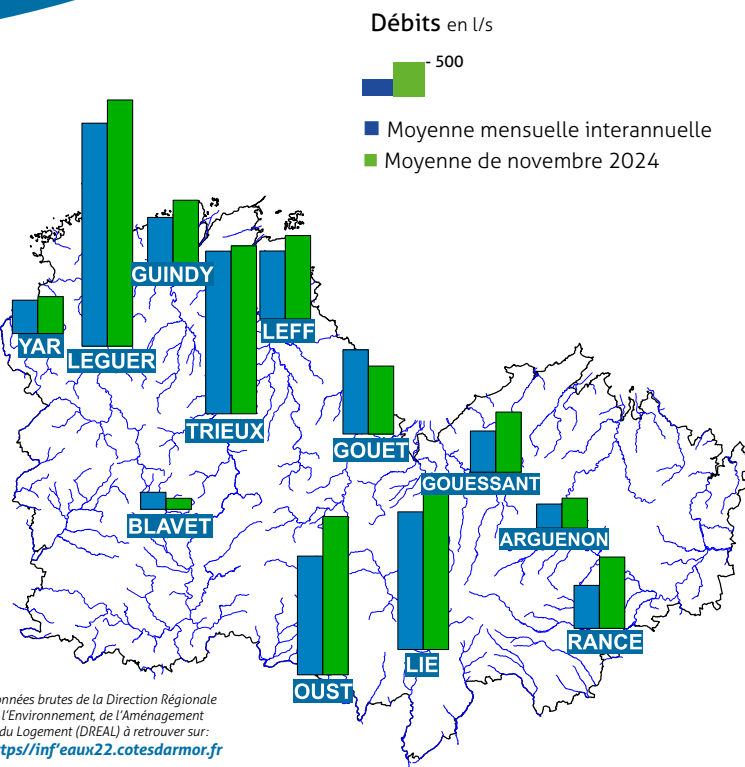 Débits en l/s
- 500
Moyenne mensuelle interannuelle
Moyenne de novembre 2024
GUINDY
LEFF
YAR
LEGUER
TRIEUX
GOUET
GOUESSANT
BLAVET
ARGUENON
RANCE
LIE
OUST
onnées brutes de la Direction Régionale
l'Environnement, de l'Aménagement
du Logement (DREAL) à retrouver sur:
ttps//inf'eaux22.cotesdarmor.fr